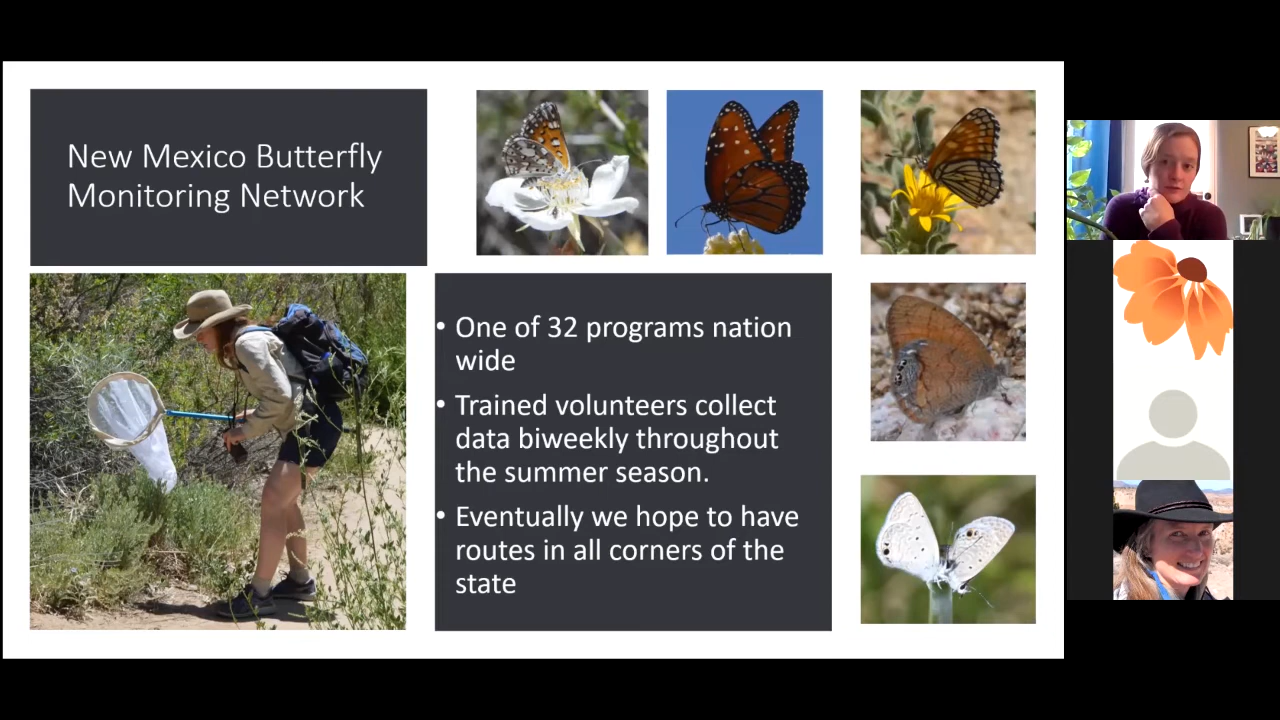 New Mexico Butterfly
Monitoring Network
• One of 32 programs nation
wide
• Trained volunteers collect
data biweekly throughout
the summer season.
• Eventually we hope to have
routes in all corners of the
state